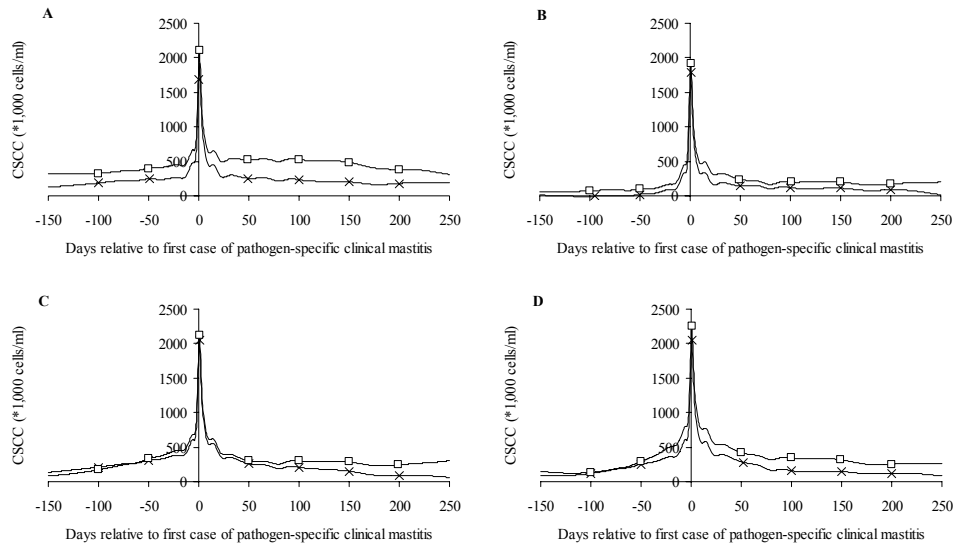 A
CSCC (*1,000 cells/ml)
2500
2000
1500
1000
500
0
-150 -100 -50 0 50 100 150 200 250
Days relative to first case of pathogen-specific clinical mastitis
B
CSCC (*1,000 cells/ml)
2500
2000
1500
1000
500
0
-150 -100 -50 0 50 100 150 200 250
Days relative to first case of pathogen-specific clinical mastitis
C
CSCC (*1,000 cells/ml)
2500
2000
1500
1000
500
0
-150 -100 -50 0 50 100 150 200 250
Days relative to first case of pathogen-specific clinical mastitis
D
CSCC (*1,000 cells/ml)
2500
2000
1500
1000
500
0
-150 -100 -50 0 50 100 150 200 250
Days relative to first case of pathogen-specific clinical mastitis